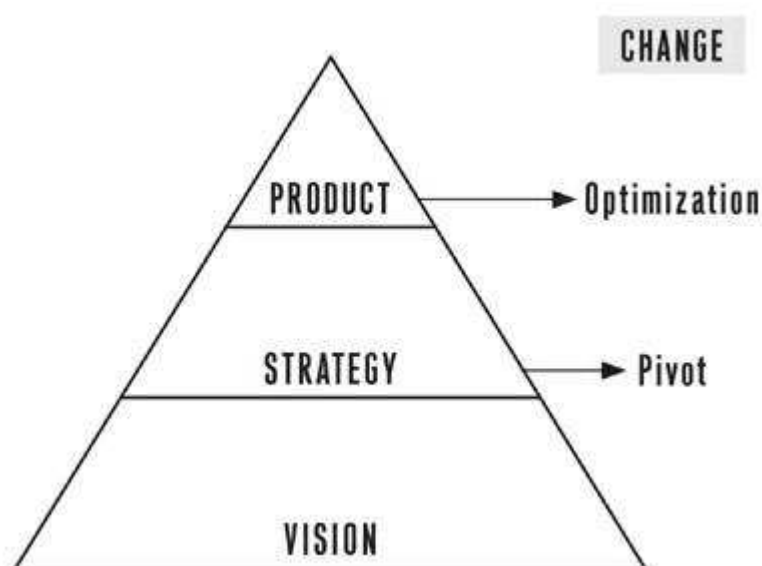 CHANGE
PRODUCT
Optimization
STRATEGY
Pivot
VISION